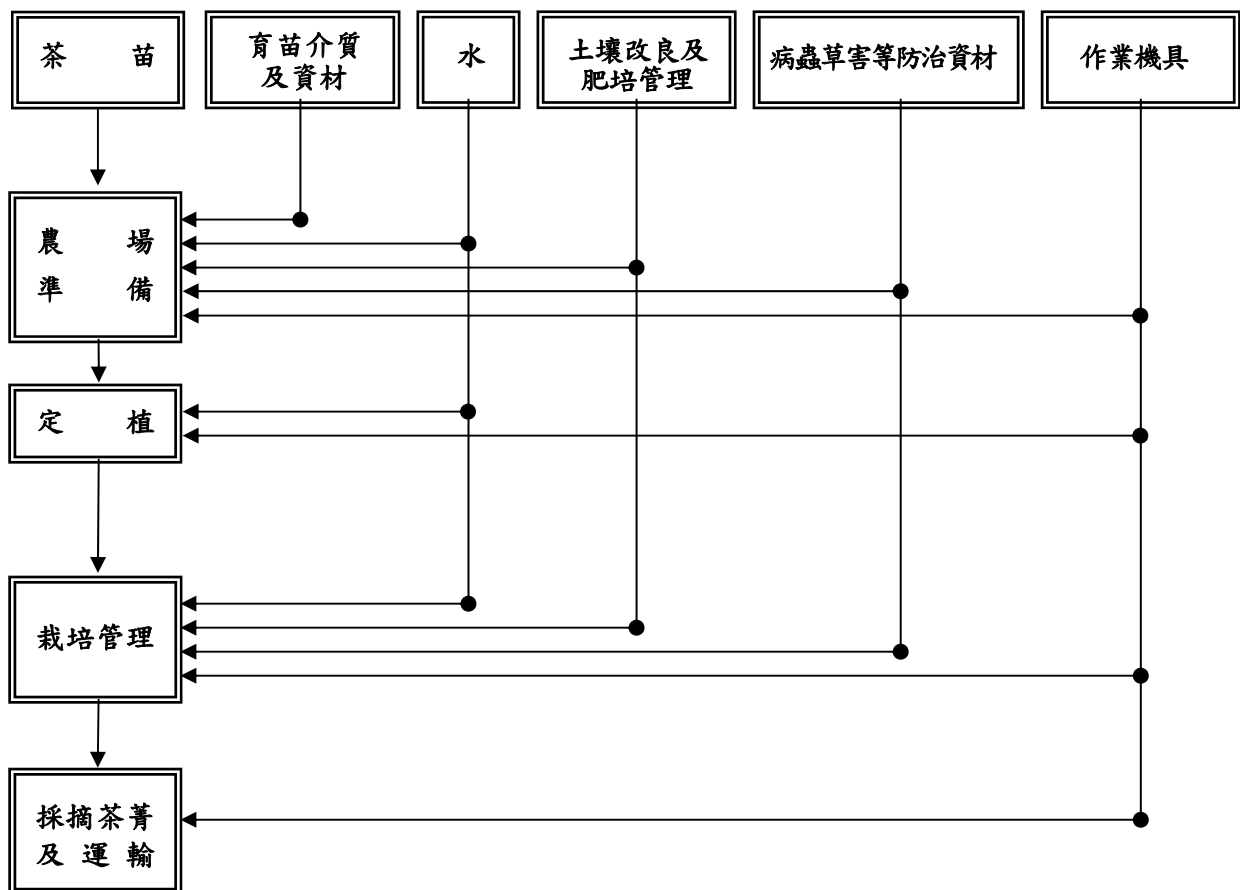 茶 苗
育苗介質
及資材
水
土壤改良及
肥培管理
病蟲草害等防治資材
作業機具
農 場
準 備
定 植
栽培管理
採摘茶菁
及 運 輸